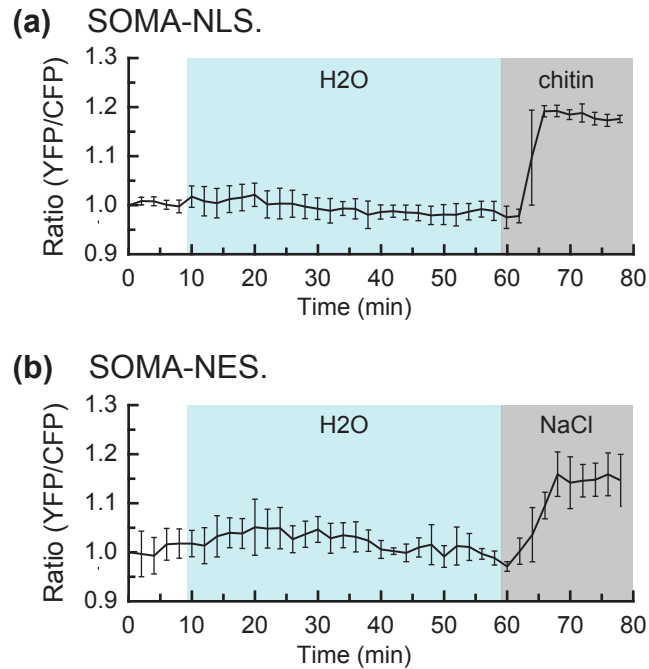 (a) SOMA-NLS.
1.3
H2O
chitin
1.2
1.1
1.0
0.9
Ratio (YFP/CFP)
0 10 20 30 40 50 60 70 80
Time (min)
(b) SOMA-NES.
1.3
H2O
NaCl
1.2
1.1
1.0
0.9
Ratio (YFP/CFP)
0 10 20 30 40 50 60 70 80
Time (min)